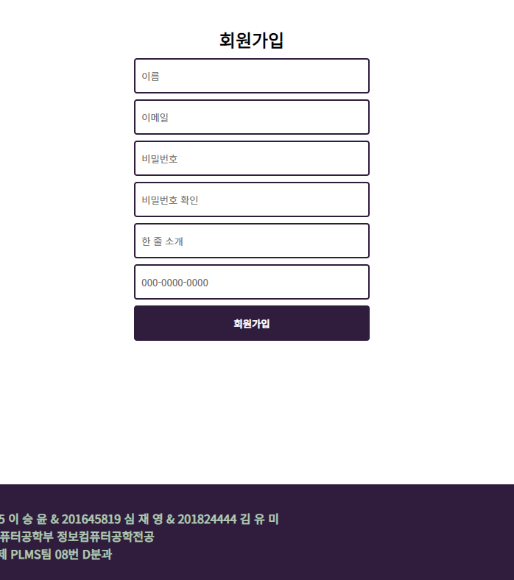 회원가입
이름
이메일
비밀번호
비밀번호 확인
한 줄 소개
000-0000-0000
회원가입
5 이 승 윤 & 201645819 심 재 영 & 201824444 김 유 미
퓨터공학부 정보컴퓨터공학전공
제 PLMS팀 08번 D분과